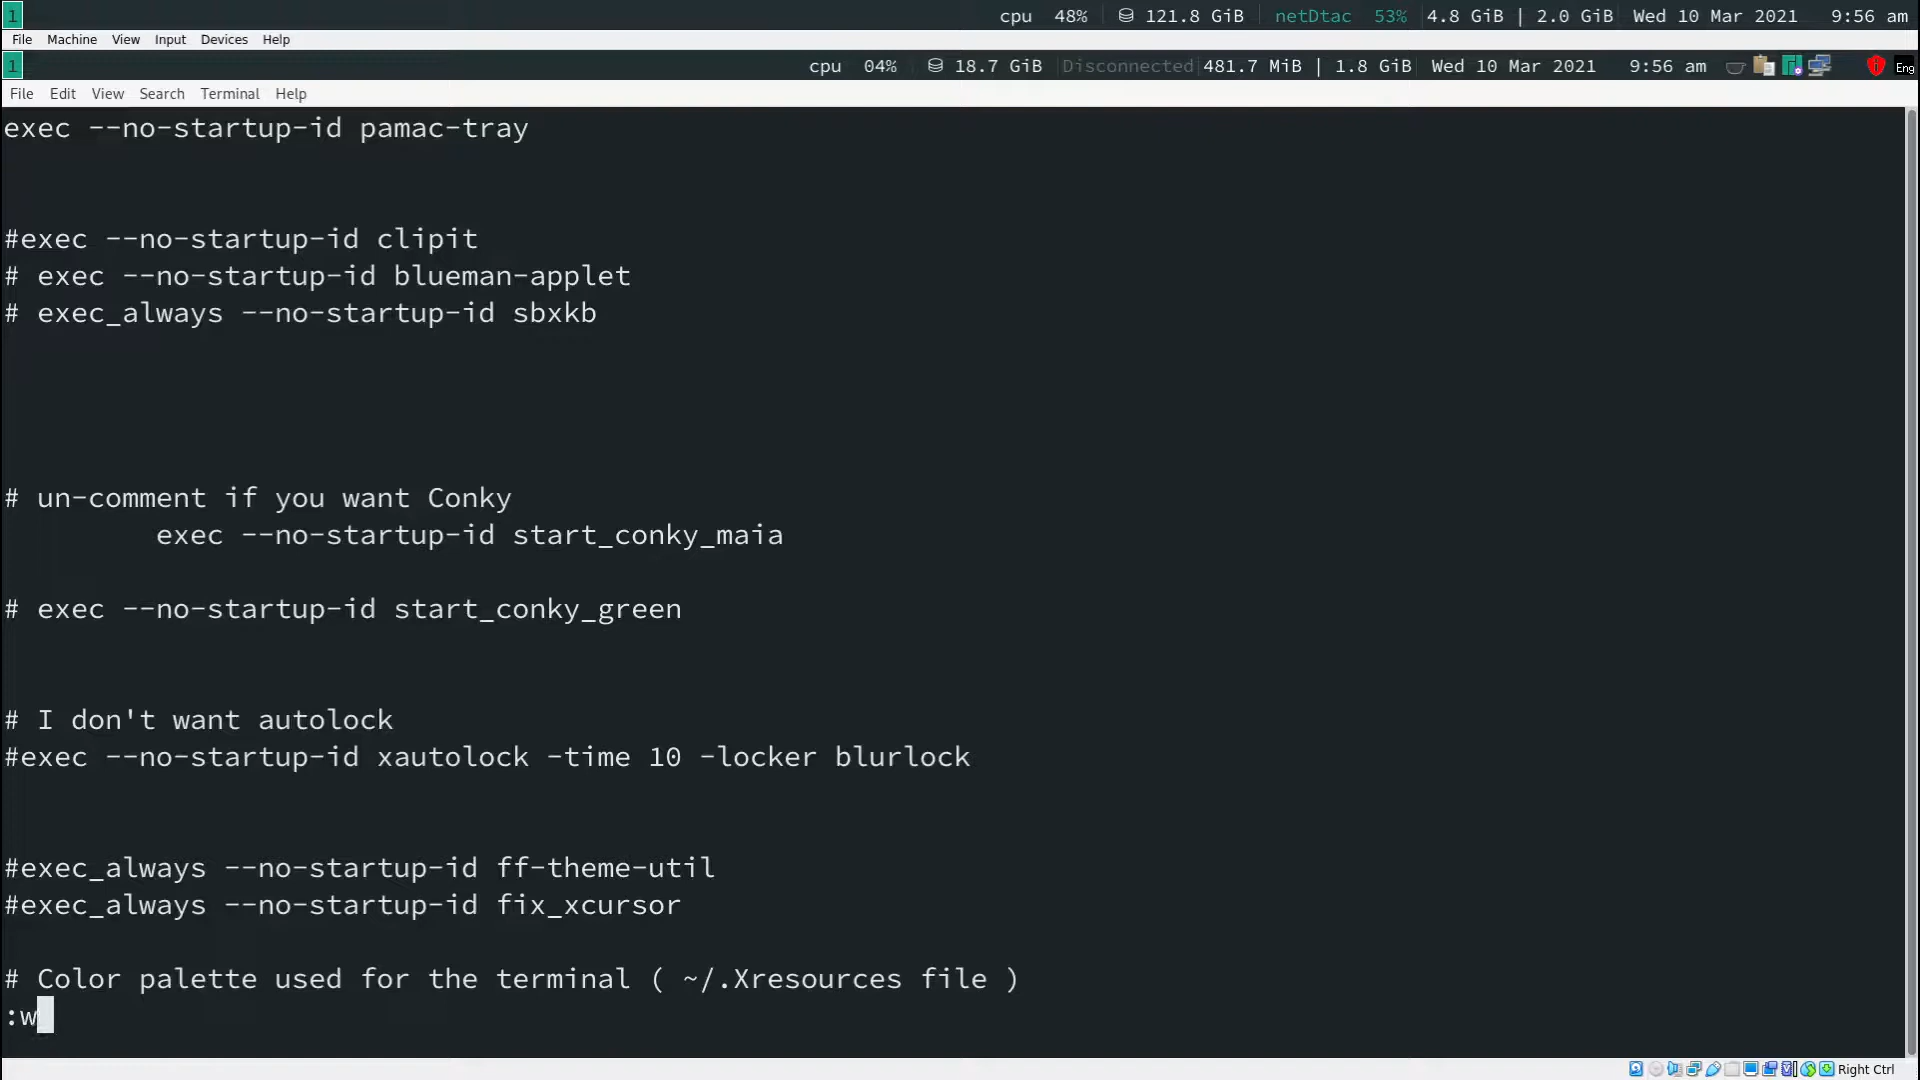 1
cpu 48% 121.8 GiB netDtac 53% 4.8 GiB | 2.0 GiB Wed 10 Mar 2021 9:56 am
File Machine View Input Devices Help
1
cpu 04% 18.7 GiB Disconnected 481.7 MiB | 1.8 GiB Wed 10 Mar 2021 9:56 am Eng
File Edit View Search Terminal Help
exec --no-startup-id pamac-tray
#exec --no-startup-id clipit
# exec --no-startup-id blueman-applet
# exec_always --no-startup-id sbxkb
# un-comment if you want Conky
exec --no-startup-id start_conky_maia
# exec --no-startup-id start_conky_green
# I don't want autolock
#exec --no-startup-id xautolock -time 10 -locker blurlock
#exec_always --no-startup-id ff-theme-util
#exec_always --no-startup-id fix_xcursor
# Color palette used for the terminal ( ~/.Xresources file )
:w
Right Ctrl